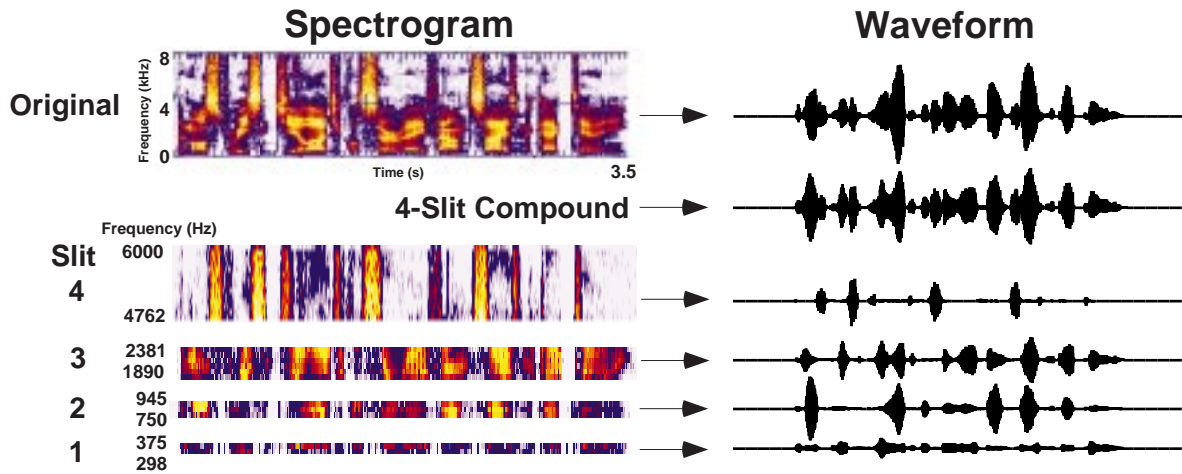 Spectrogram
Waveform
Original
Frequency (kHz)
8
4
0
Time (s)
3.5
4-Slit Compound
Frequency (Hz)
Slit
4
6000
4762
3
2381
1890
2
945
750
1
375
298